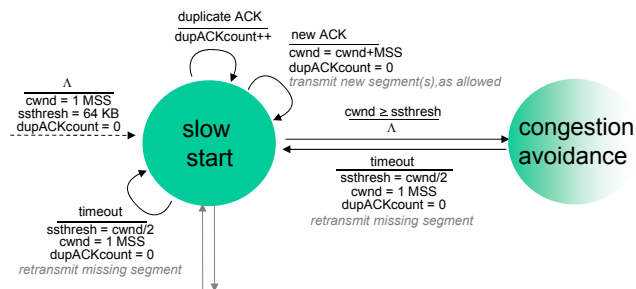 duplicate ACK
dupACKcount++
new ACK
cwnd = cwnd+MSS
dupACKcount = 0
transmit new segment(s),as allowed
Λ
cwnd = 1 MSS
ssthresh = 64 KB
dupACKcount = 0
slow
start
cwnd ≥ ssthresh
Λ
congestion
avoidance
timeout
ssthresh = cwnd/2
cwnd = 1 MSS
dupACKcount = 0
retransmit missing segment
timeout
ssthresh = cwnd/2
cwnd = 1 MSS
dupACKcount = 0
retransmit missing segment